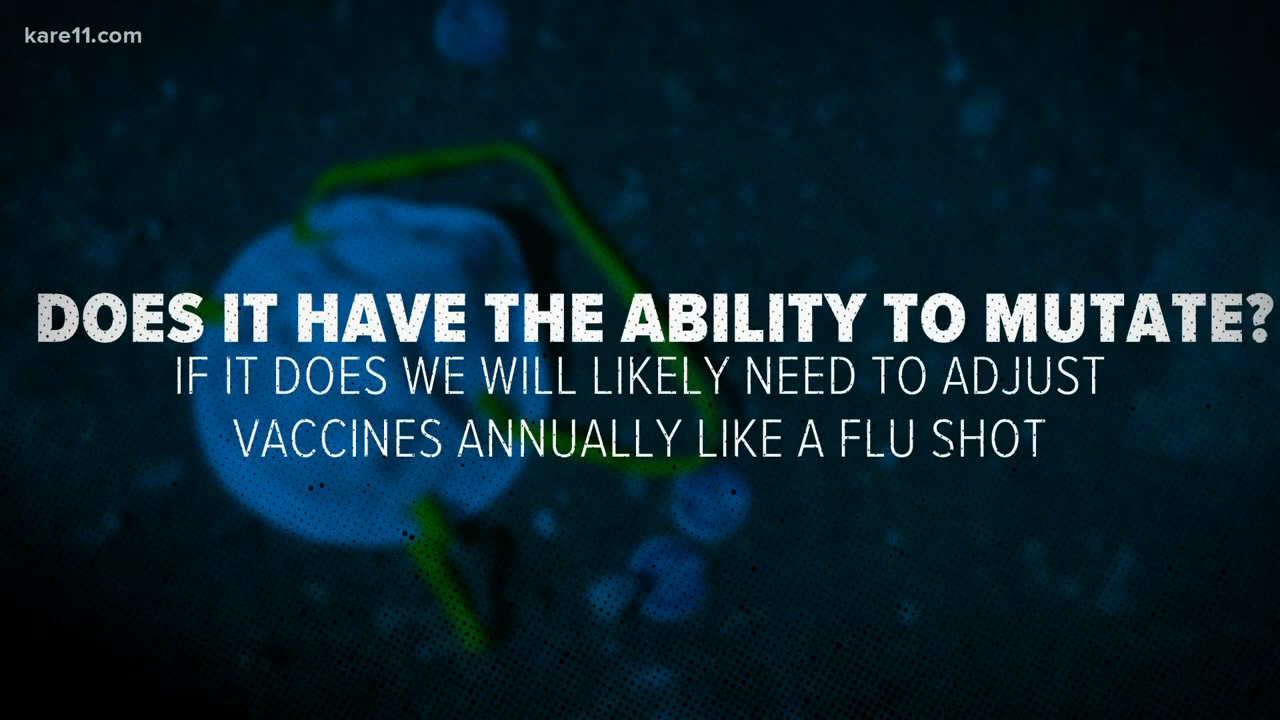 kare11.com
DOES IT HAVE THE ABILITY TO MUTATE?
IF IT DOES WE WILL LIKELY NEED TO ADJUST
VACCINES ANNUALLY LIKE A FLU SHOT